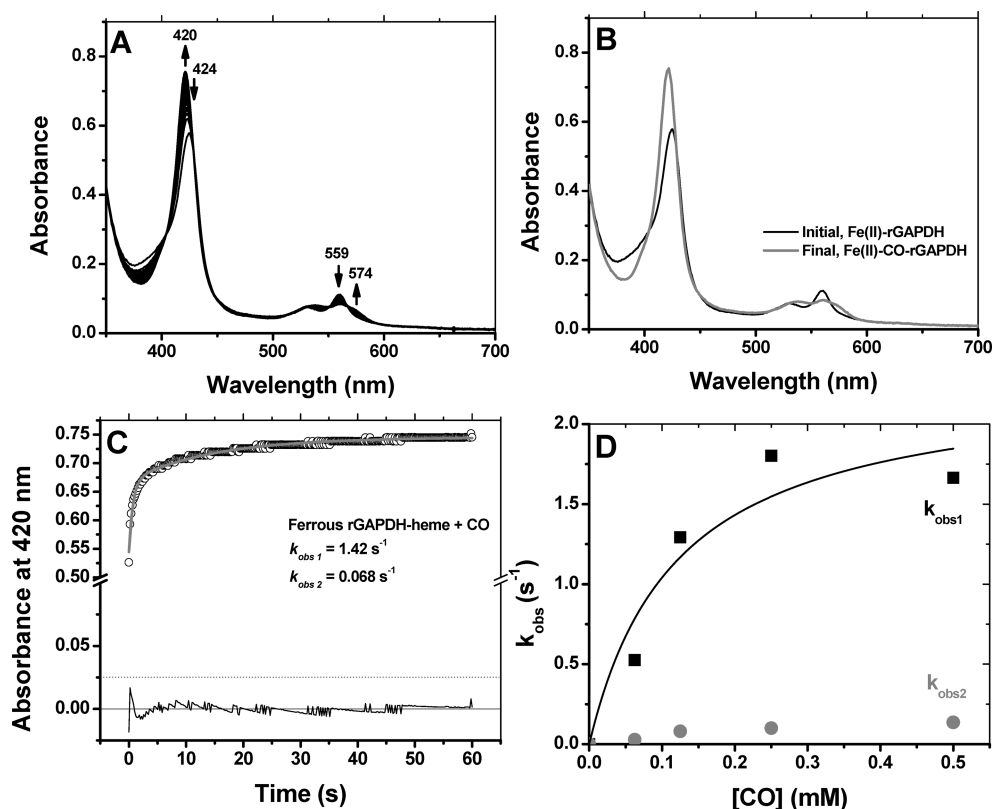 A
420
424
559
574
0.8
0.6
0.4
0.2
0.0
400 500 600 700
Absorbance
Wavelength (nm)
B
0.8
0.6
0.4
0.2
0.0
400 500 600 700
Absorbance
Wavelength (nm)
Initial, Fe(II)-rGAPDH
Final, Fe(II)-CO-rGAPDH
C
0.75
0.70
0.65
0.60
0.55
0.50
0.05
0.00
0 10 20 30 40 50 60
Absorbance at 420 nm
Time (s)
Ferrous rGAPDH-heme + CO
k obs 1 = 1.42 s-1
k obs 2 = 0.068 s-1
D
2.0
1.5
1.0
0.5
0.0
0.0 0.1 0.2 0.3 0.4 0.5
kobs (s-1)
[CO] (mM)
kobs1
kobs2